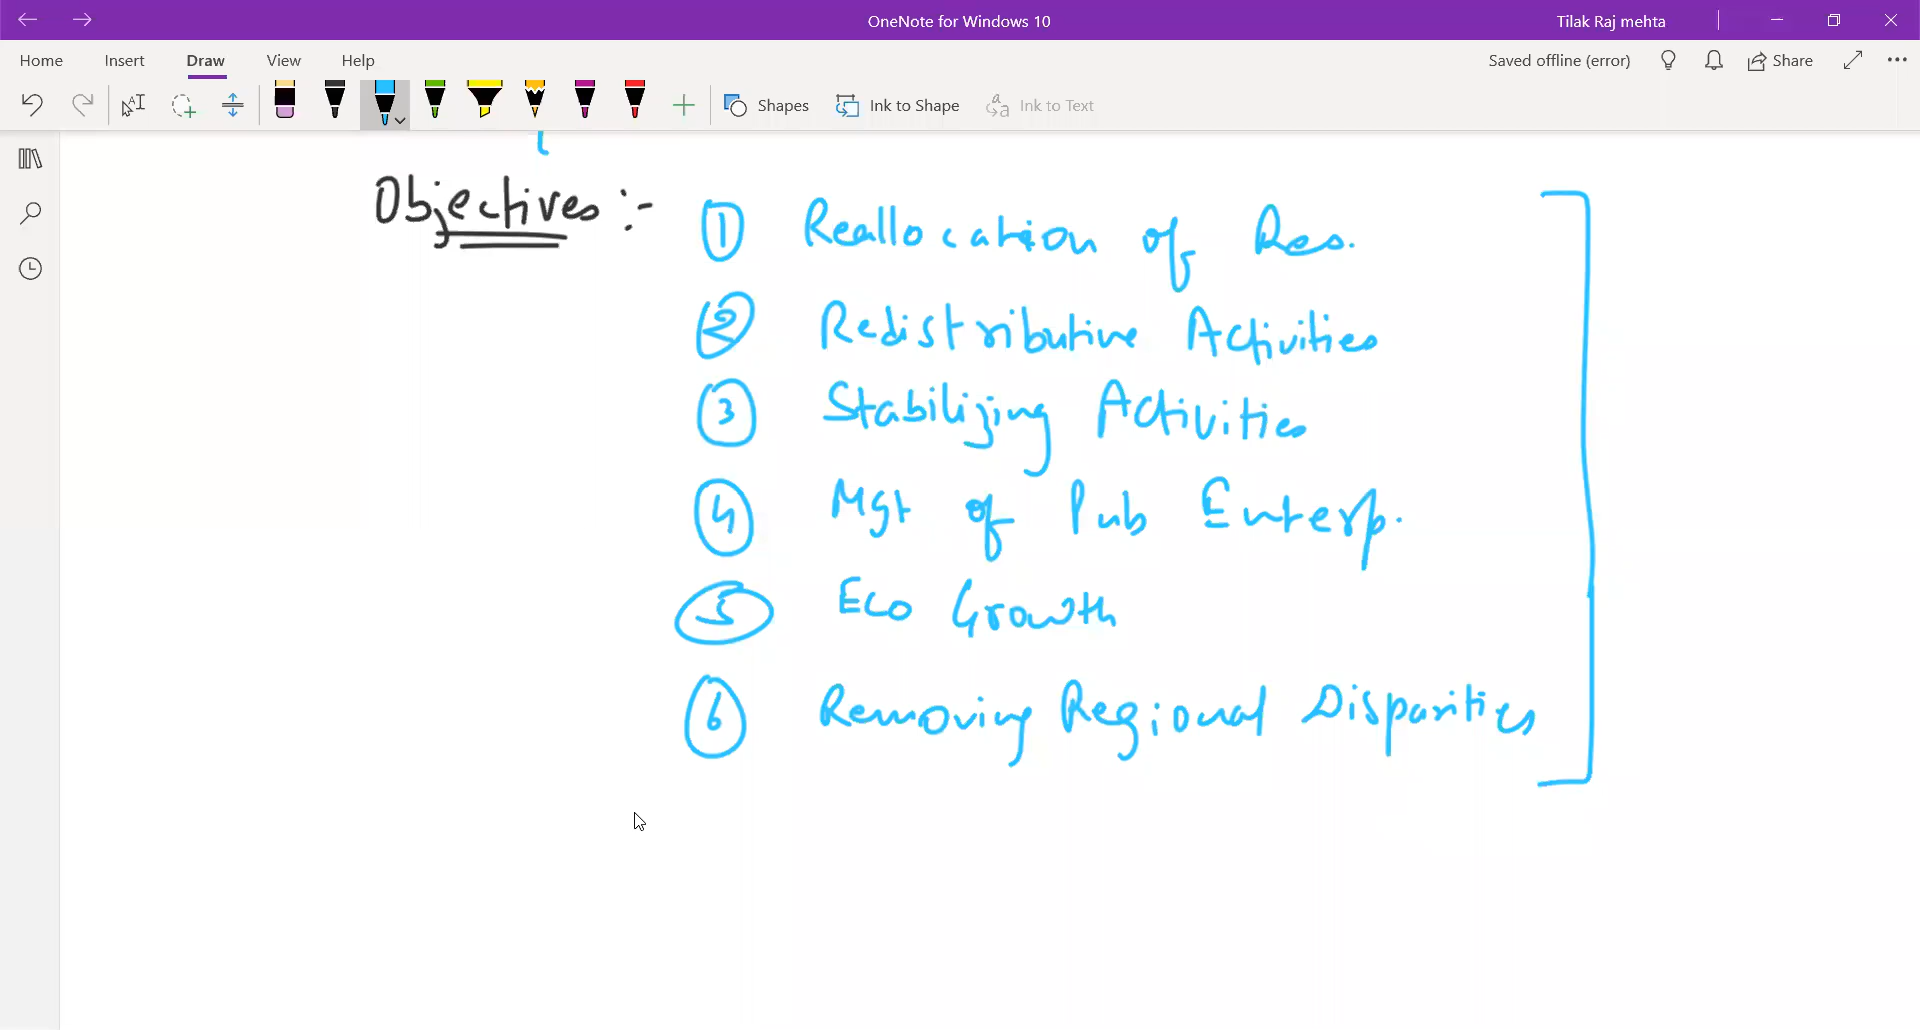 OneNote for Windows 10
Tilak Raj mehta
Home Insert Draw View Help
Saved offline (error) Share
Shapes Ink to Shape Ink to Text
Objectives :-
1 Reallocation of Res.
2 Redistributive Activities
3 Stabilizing Activities
4 Mgt of Pub Enterp.
5 Eco Growth
6 Removing Regional Disparities